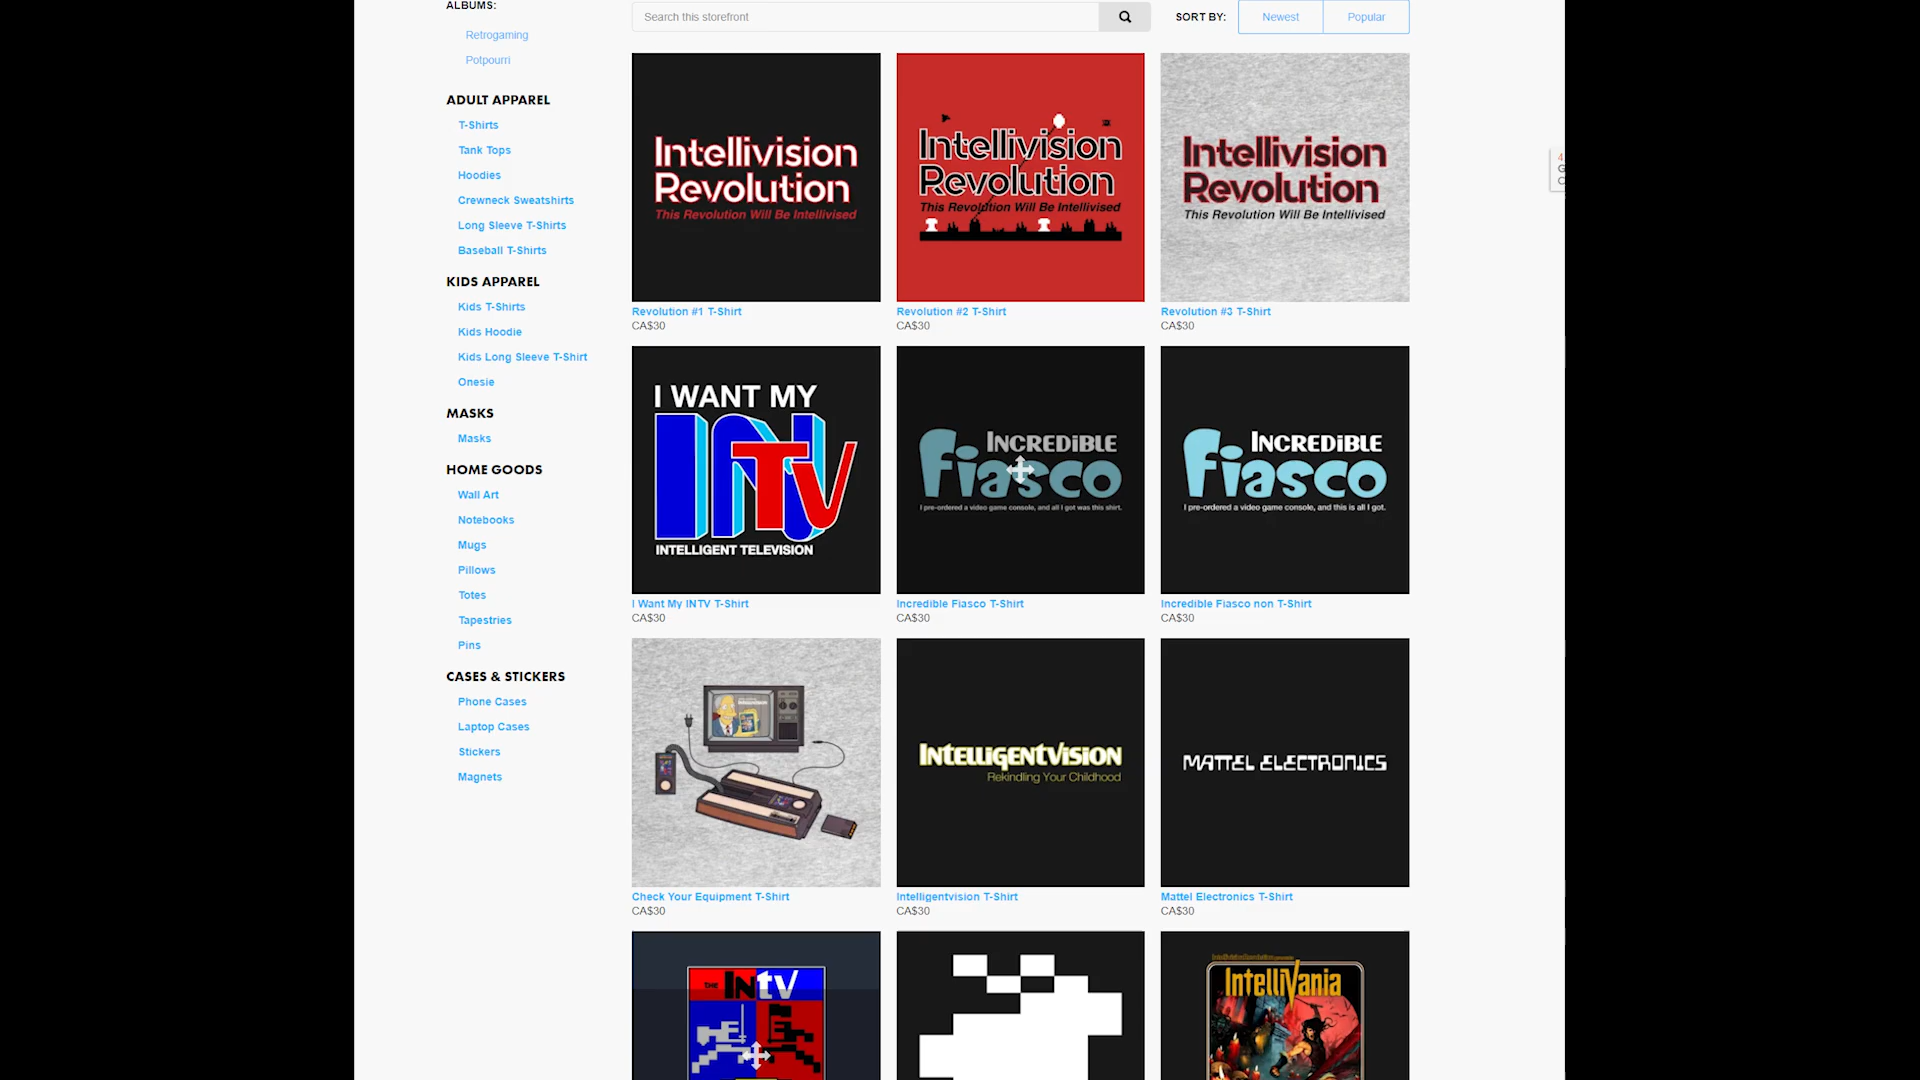 ALBUMS:
Retrogaming
Potpourri
ADULT APPAREL
T-Shirts
Tank Tops
Hoodies
Crewneck Sweatshirts
Long Sleeve T-Shirts
Baseball T-Shirts
KIDS APPAREL
Kids T-Shirts
Kids Hoodie
Kids Long Sleeve T-Shirt
Onesie
MASKS
Masks
HOME GOODS
Wall Art
Notebooks
Mugs
Pillows
Totes
Tapestries
Pins
CASES & STICKERS
Phone Cases
Laptop Cases
Stickers
Magnets
Search this storefront
SORT BY:
Newest
Popular
Intellivision
Revolution
This Revolution Will Be Intellivised
Revolution #1 T-Shirt
CA$30
Intellivision
Revolution
This Revolution Will Be Intellivised
Revolution #2 T-Shirt
CA$30
Intellivision
Revolution
This Revolution Will Be Intellivised
Revolution #3 T-Shirt
CA$30
I WANT MY
INTV
INTELLIGENT TELEVISION
I Want My INTV T-Shirt
CA$30
INCREDiBLE
fiasco
I pre-ordered a video game console, and all I got was this shirt.
Incredible Fiasco T-Shirt
CA$30
INCREDiBLE
fiasco
I pre-ordered a video game console, and this is all I got.
Incredible Fiasco non T-Shirt
CA$30
Check Your Equipment T-Shirt
CA$30
INTELLIGENTVISION
Rekindling Your Childhood
Intelligentvision T-Shirt
CA$30
MATTEL ELECTRONICS
Mattel Electronics T-Shirt
CA$30
THE INtv
INTELLIVANIA
4